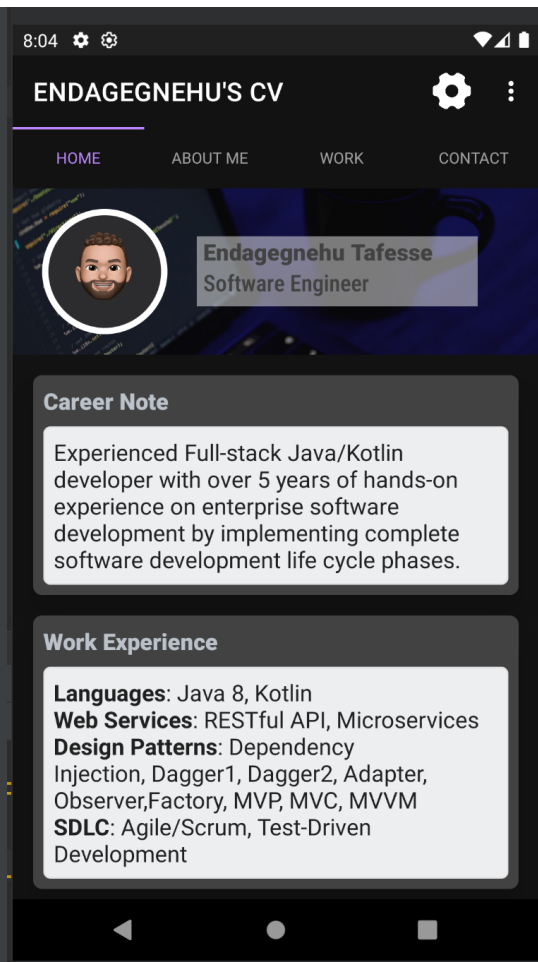 8:04
ENDAGEGNEHU'S CV
HOME ABOUT ME WORK CONTACT
Endagegnehu Tafesse
Software Engineer
Career Note
Experienced Full-stack Java/Kotlin
developer with over 5 years of hands-on
experience on enterprise software
development by implementing complete
software development life cycle phases.
Work Experience
Languages: Java 8, Kotlin
Web Services: RESTful API, Microservices
Design Patterns: Dependency
Injection, Dagger1, Dagger2, Adapter,
Observer,Factory, MVP, MVC, MVVM
SDLC: Agile/Scrum, Test-Driven
Development